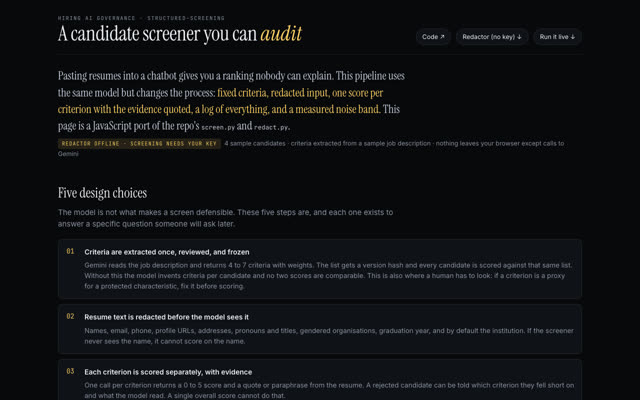 HIRING AI GOVERNANCE · STRUCTURED-SCREENING
A candidate screener you can audit
Code ↗
Redactor (no key) ↓
Run it live ↓
Pasting resumes into a chatbot gives you a ranking nobody can explain. This pipeline uses
the same model but changes the process: fixed criteria, redacted input, one score per
criterion with the evidence quoted, a log of everything, and a measured noise band. This
page is a JavaScript port of the repo's screen.py and redact.py.
REDACTOR OFFLINE · SCREENING NEEDS YOUR KEY 4 sample candidates · criteria extracted from a sample job description · nothing leaves your browser except calls to
Gemini
Five design choices
The model is not what makes a screen defensible. These five steps are, and each one exists to
answer a specific question someone will ask later.
01 Criteria are extracted once, reviewed, and frozen
Gemini reads the job description and returns 4 to 7 criteria with weights. The list gets a version hash and every candidate is scored against that same list.
Without this the model invents criteria per candidate and no two scores are comparable. This is also where a human has to look: if a criterion is a proxy
for a protected characteristic, fix it before scoring.
02 Resume text is redacted before the model sees it
Names, email, phone, profile URLs, addresses, pronouns and titles, gendered organisations, graduation year, and by default the institution. If the screener
never sees the name, it cannot score on the name.
03 Each criterion is scored separately, with evidence
One call per criterion returns a 0 to 5 score and a quote or paraphrase from the resume. A rejected candidate can be told which criterion they fell short on
and what the model read. A single overall score cannot do that.